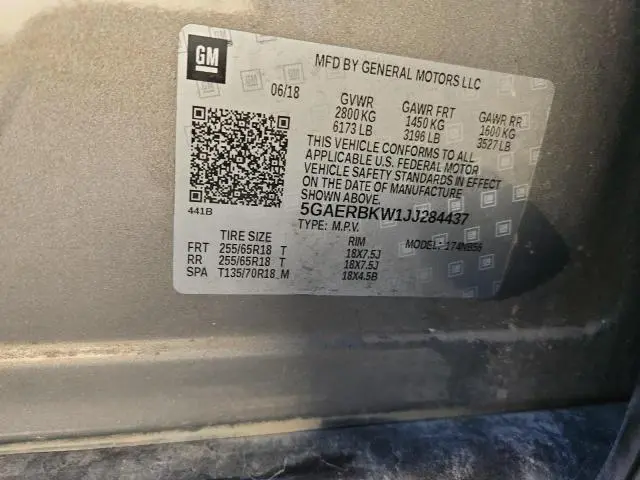 GM
MFD BY GENERAL MOTORS LLC
06/18
GVWR GAWR FRT GAWR RR
2800 KG 1450 KG 1600 KG
6173 LB 3196 LB 3527 LB
THIS VEHICLE CONFORMS TO ALL
APPLICABLE U.S. FEDERAL MOTOR
VEHICLE SAFETY STANDARDS IN EFFECT
ON THE DATE OF MANUFACTURE
441B
5GAERBKW1JJ284437
TYPE: M.P.V. MODEL:
TIRE SIZE RIM
FRT 255/65R18 T 18X7.5J
RR 255/65R18 T 18X7.5J
SPA T135/70R18 M 18X4.5B